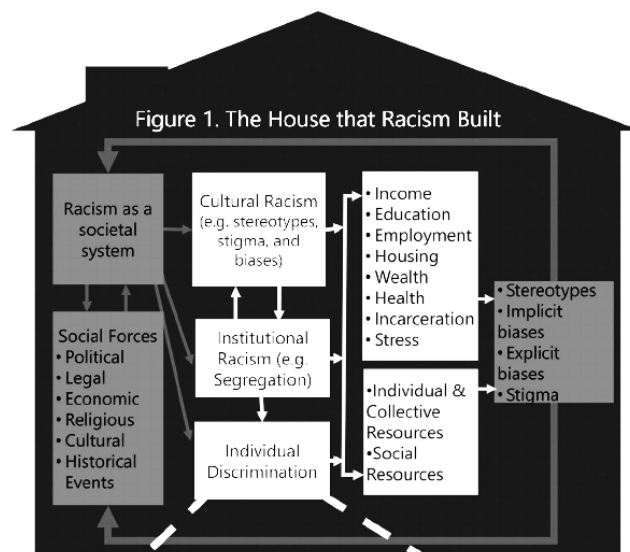 Figure 1. The House that Racism Built
Racism as a
societal
system
Social Forces
• Political
• Legal
• Economic
• Religious
• Cultural
• Historical
Events
Cultural Racism
(e.g. stereotypes,
stigma, and
biases)
Institutional
Racism (e.g.
Segregation)
Individual
Discrimination
• Income
• Education
• Employment
• Housing
• Wealth
• Health
• Incarceration
• Stress
• Individual &
Collective
Resources
•Social
Resources
• Stereotypes
• Implicit
biases
• Explicit
biases
• Stigma